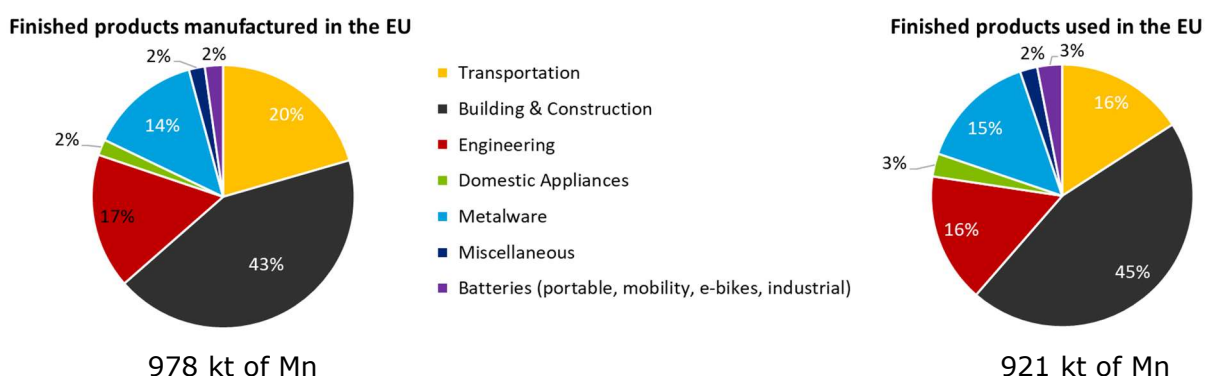 Finished products manufactured in the EU
2% 2%
20%
14%
2%
17%
43%
978 kt of Mn
Transportation
Building & Construction
Engineering
Domestic Appliances
Metalware
Miscellaneous
Batteries (portable, mobility, e-bikes, industrial)
Finished products used in the EU
2% 3%
16%
15%
3%
16%
45%
921 kt of Mn